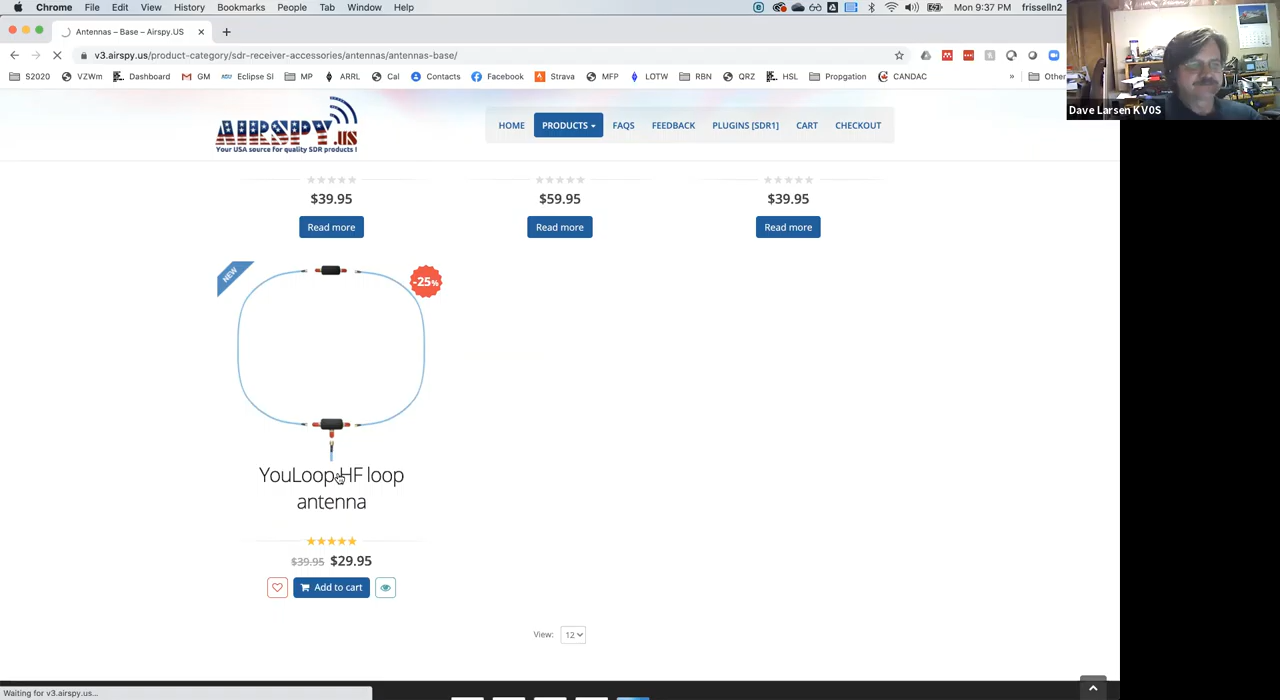 Chrome File Edit View History Bookmarks People Tab Window Help Mon 9:37 PM frisselln2
Antennas – Base – Airspy.US
v3.airspy.us/product-category/sdr-receiver-accessories/antennas/antennas-base/
S2020 VZWm Dashboard GM Eclipse SI MP ARRL Cal Contacts Facebook Strava MFP LOTW RBN QRZ HSL Propgation CANDAC » Other
Dave Larsen KV0S
AIRSPY.US
Your USA source for quality SDR products !
HOME PRODUCTS FAQS FEEDBACK PLUGINS [SDR1] CART CHECKOUT
$39.95 $59.95 $39.95
Read more Read more Read more
NEW -25%
YouLoop HF loop
antenna
$39.95 $29.95
Add to cart
View: 12
Waiting for v3.airspy.us...